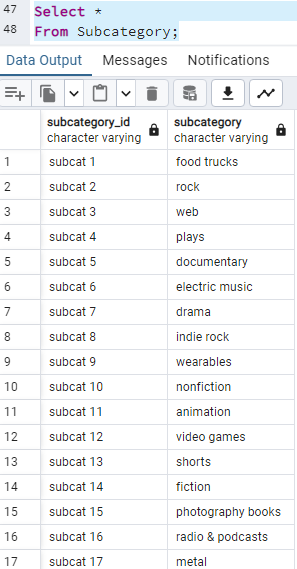 47 Select *
48 From Subcategory;
Data Output Messages Notifications
subcategory_id subcategory
character varying character varying
1 subcat 1 food trucks
2 subcat 2 rock
3 subcat 3 web
4 subcat 4 plays
5 subcat 5 documentary
6 subcat 6 electric music
7 subcat 7 drama
8 subcat 8 indie rock
9 subcat 9 wearables
10 subcat 10 nonfiction
11 subcat 11 animation
12 subcat 12 video games
13 subcat 13 shorts
14 subcat 14 fiction
15 subcat 15 photography books
16 subcat 16 radio & podcasts
17 subcat 17 metal